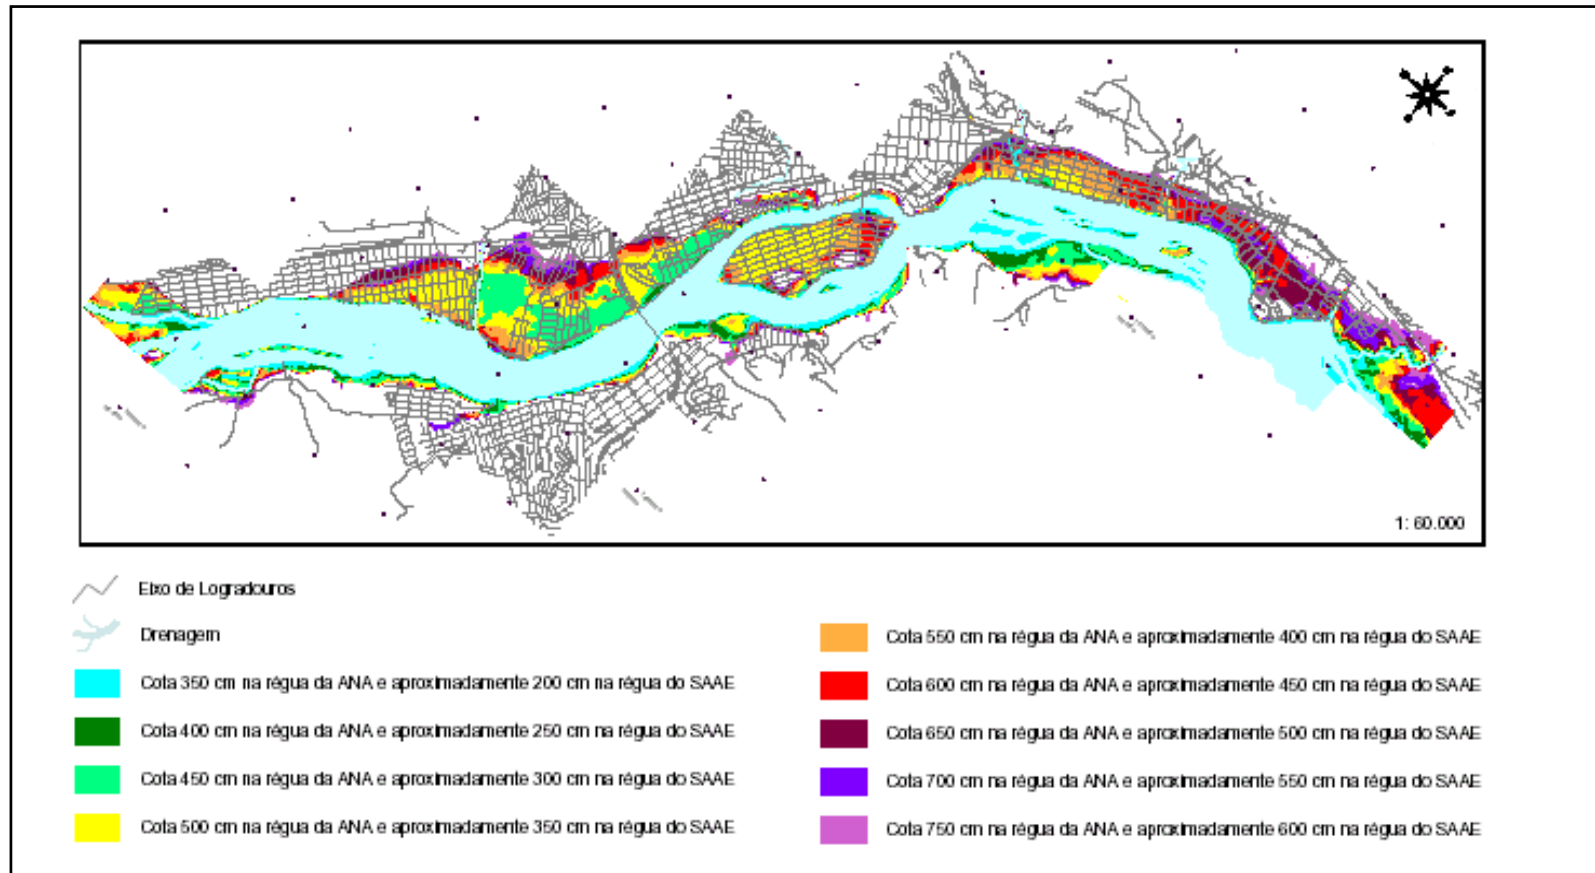 1: 60.000
Eixo de Logradouros
Drenagem
Cota 350 cm na régua da ANA e aproximadamente 200 cm na régua do SAAE
Cota 400 cm na régua da ANA e aproximadamente 250 cm na régua do SAAE
Cota 450 cm na régua da ANA e aproximadamente 300 cm na régua do SAAE
Cota 500 cm na régua da ANA e aproximadamente 350 cm na régua do SAAE
Cota 550 cm na régua da ANA e aproximadamente 400 cm na régua do SAAE
Cota 600 cm na régua da ANA e aproximadamente 450 cm na régua do SAAE
Cota 650 cm na régua da ANA e aproximadamente 500 cm na régua do SAAE
Cota 700 cm na régua da ANA e aproximadamente 550 cm na régua do SAAE
Cota 750 cm na régua da ANA e aproximadamente 600 cm na régua do SAAE